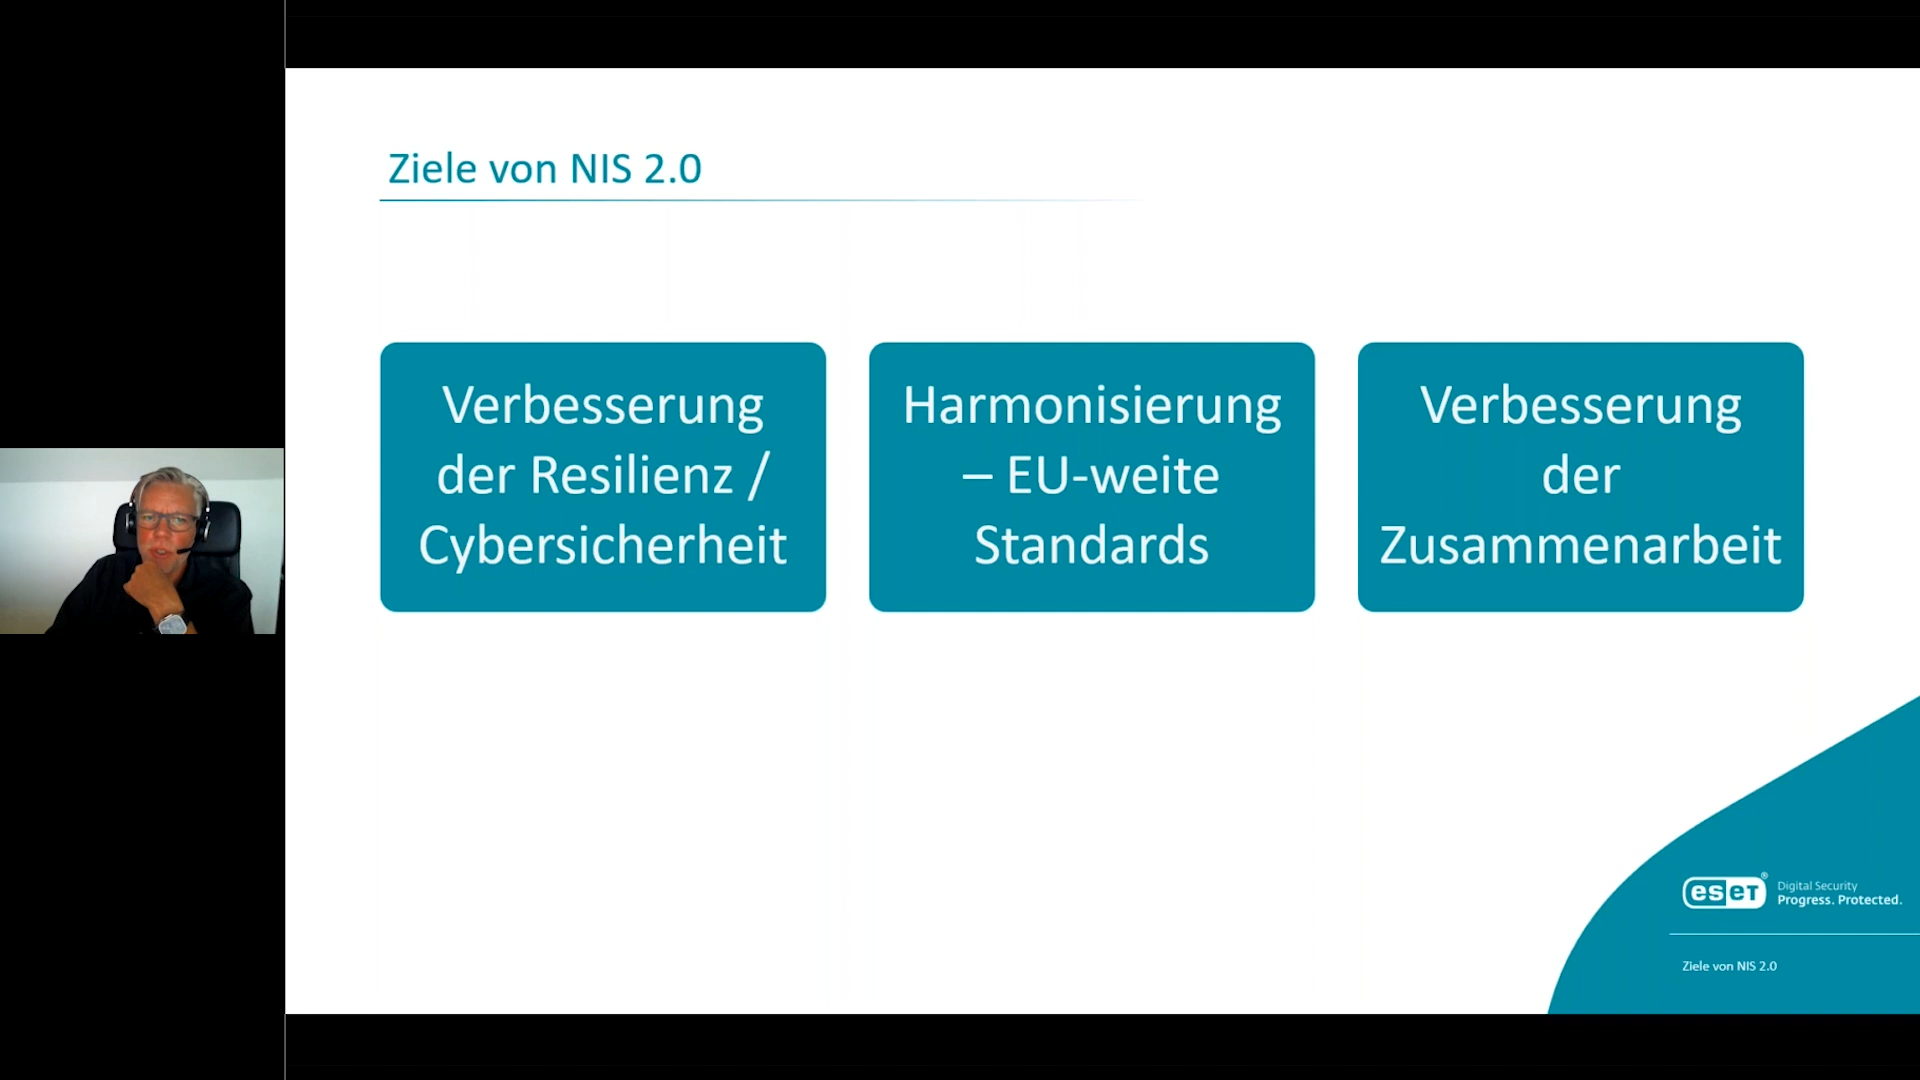 Ziele von NIS 2.0
Verbesserung
der Resilienz /
Cybersicherheit
Harmonisierung
– EU-weite
Standards
Verbesserung
der
Zusammenarbeit
eset®
Digital Security
Progress. Protected.
Ziele von NIS 2.0